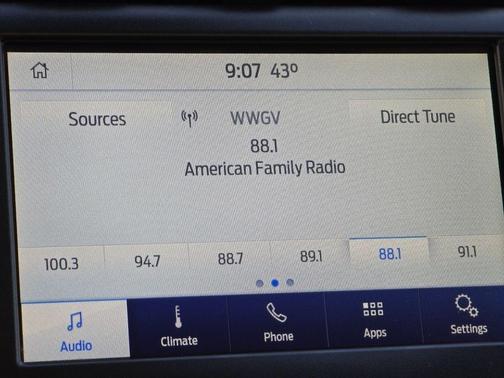 9:07 43º
Sources WWGV Direct Tune
88.1
American Family Radio
100.3 94.7 88.7 89.1 88.1 91.1
Audio Climate Phone Apps Settings